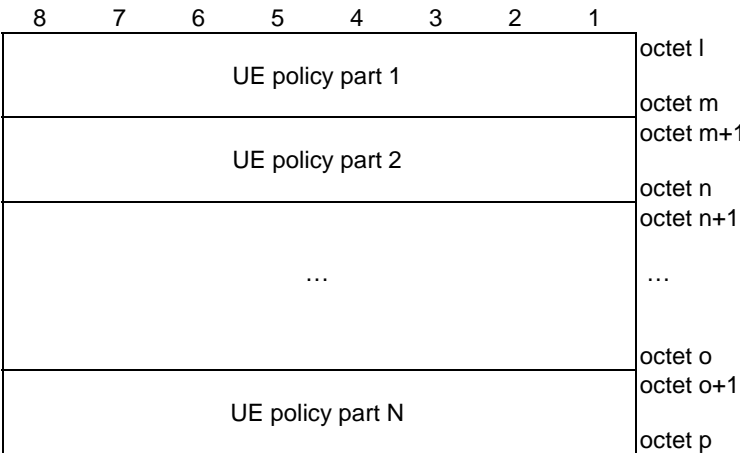 8 7 6 5 4 3 2 1
octet l
UE policy part 1
octet m
octet m+1
UE policy part 2
octet n
octet n+1
… …
octet o
octet o+1
UE policy part N
octet p